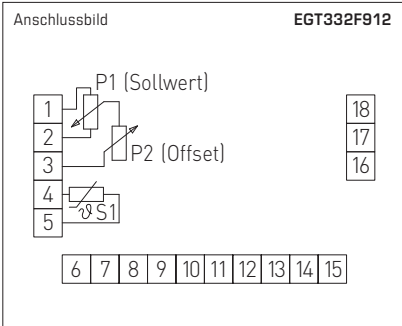 Anschlussbild EGT332F912
P1 (Sollwert)
1
18
2
17
3
P2 (Offset)
16
4
ϑ S1
5
6 7 8 9 10 11 12 13 14 15